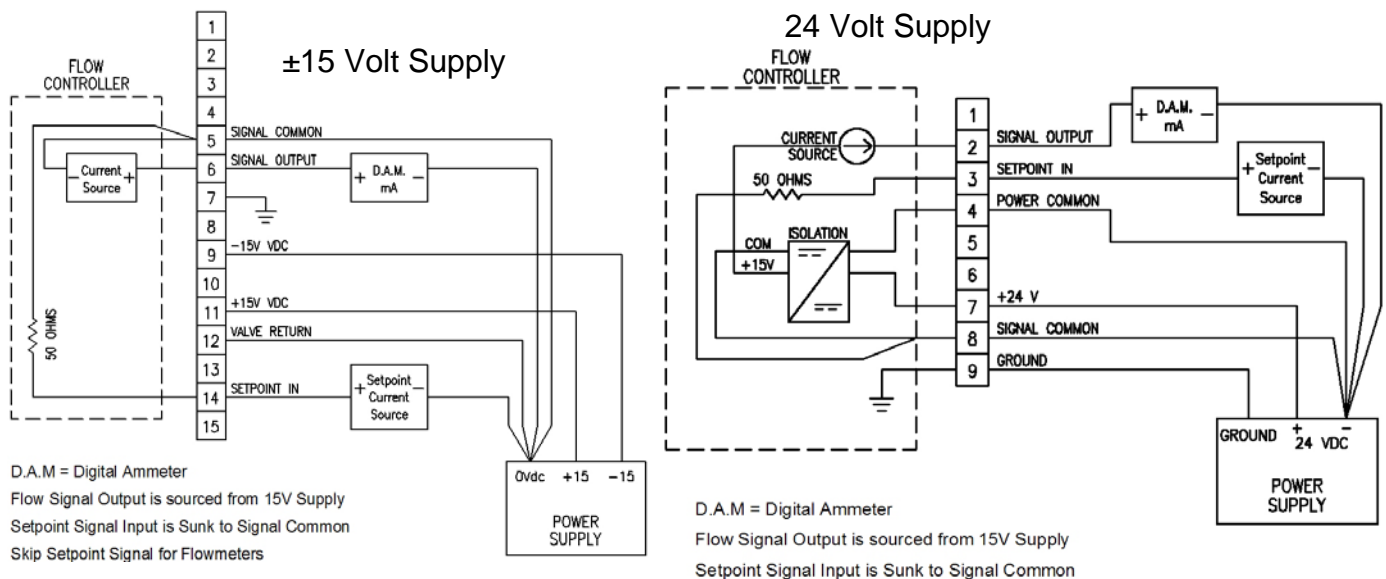 ±15 Volt Supply
FLOW
CONTROLLER
1
2
3
4
5
6
7
8
9
10
11
12
13
14
15
SIGNAL COMMON
SIGNAL OUTPUT
- Current +
Source
+ D.A.M. -
mA
-15V VDC
+15V VDC
VALVE RETURN
50 OHMS
SETPOINT IN
+ Setpoint -
Current
Source
0Vdc +15 -15
POWER
SUPPLY
D.A.M = Digital Ammeter
Flow Signal Output is sourced from 15V Supply
Setpoint Signal Input is Sunk to Signal Common
Skip Setpoint Signal for Flowmeters
24 Volt Supply
FLOW
CONTROLLER
1
2
3
4
5
6
7
8
9
CURRENT
SOURCE
SIGNAL OUTPUT
+ D.A.M. -
mA
50 OHMS
SETPOINT IN
+ Setpoint -
Current
Source
POWER COMMON
ISOLATION
COM
+15V
+24 V
SIGNAL COMMON
GROUND
GROUND + -
24 VDC
POWER
SUPPLY
D.A.M = Digital Ammeter
Flow Signal Output is sourced from 15V Supply
Setpoint Signal Input is Sunk to Signal Common